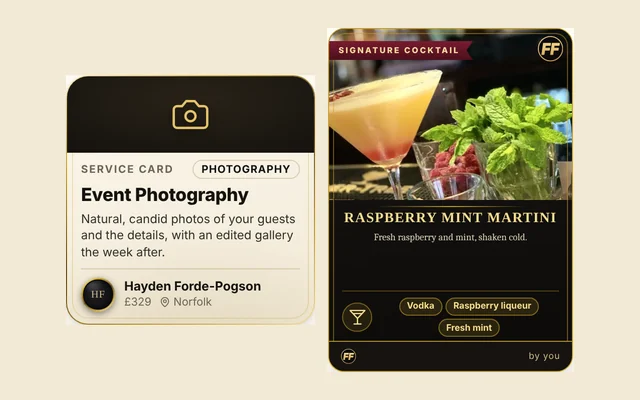 SERVICE CARD
PHOTOGRAPHY
Event Photography
Natural, candid photos of your guests
and the details, with an edited gallery
the week after.
HF
Hayden Forde-Pogson
£329 Norfolk
SIGNATURE COCKTAIL
FF
RASPBERRY MINT MARTINI
Fresh raspberry and mint, shaken cold.
Vodka
Raspberry liqueur
Fresh mint
FF
by you